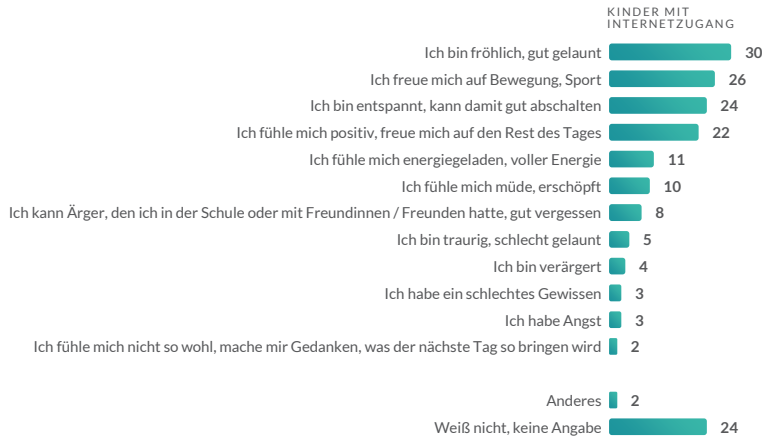 KINDER MIT
INTERNETZUGANG
Ich bin fröhlich, gut gelaunt 30
Ich freue mich auf Bewegung, Sport 26
Ich bin entspannt, kann damit gut abschalten 24
Ich fühle mich positiv, freue mich auf den Rest des Tages 22
Ich fühle mich energiegeladen, voller Energie 11
Ich fühle mich müde, erschöpft 10
Ich kann Ärger, den ich in der Schule oder mit Freundinnen / Freunden hatte, gut vergessen 8
Ich bin traurig, schlecht gelaunt 5
Ich bin verärgert 4
Ich habe ein schlechtes Gewissen 3
Ich habe Angst 3
Ich fühle mich nicht so wohl, mache mir Gedanken, was der nächste Tag so bringen wird 2
Anderes 2
Weiß nicht, keine Angabe 24